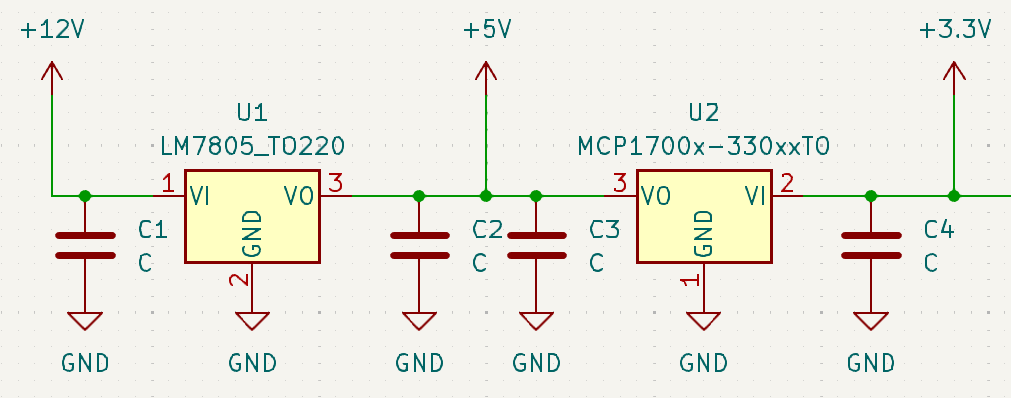 +12V
+5V
+3.3V
U1
LM7805_TO220
U2
MCP1700x-330xxTO
1
VI
VO
3
GND
2
3
VO
VI
2
GND
1
C1
C
C2
C
C3
C
C4
C
GND
GND
GND
GND
GND
GND